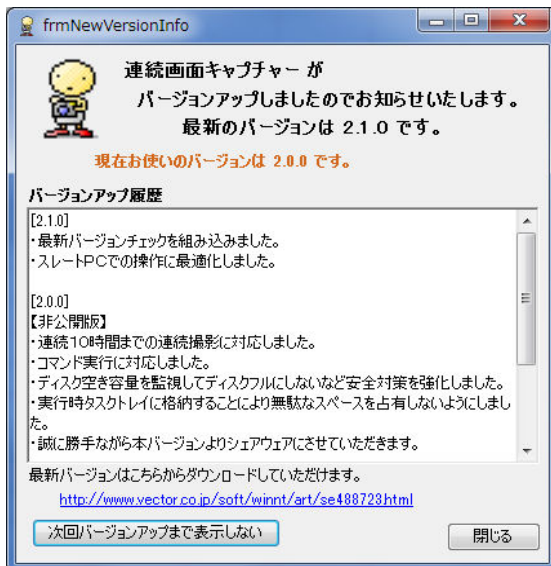 frmNewVersionInfo
連続画面キャプチャー が
バージョンアップしましたのでお知らせいたします。
最新のバージョンは 2.1.0 です。
現在お使いのバージョンは 2.0.0 です。
バージョンアップ履歴
[2.1.0]
・最新バージョンチェックを組み込みました。
・スレートPCでの操作に最適化しました。
[2.0.0]
【非公開版】
・連続10時間までの連続撮影に対応しました。
・コマンド実行に対応しました。
・ディスク空き容量を監視してディスクフルにしないなど安全対策を強化しました。
・実行時タスクトレイに格納することにより無駄なスペースを占有しないようにしまし
た。
・誠に勝手ながら本バージョンよりシェアウェアにさせていただきます。
最新バージョンはこちらからダウンロードしていただけます。
http://www.vector.co.jp/soft/winnt/art/se488723.html
次回バージョンアップまで表示しない
閉じる